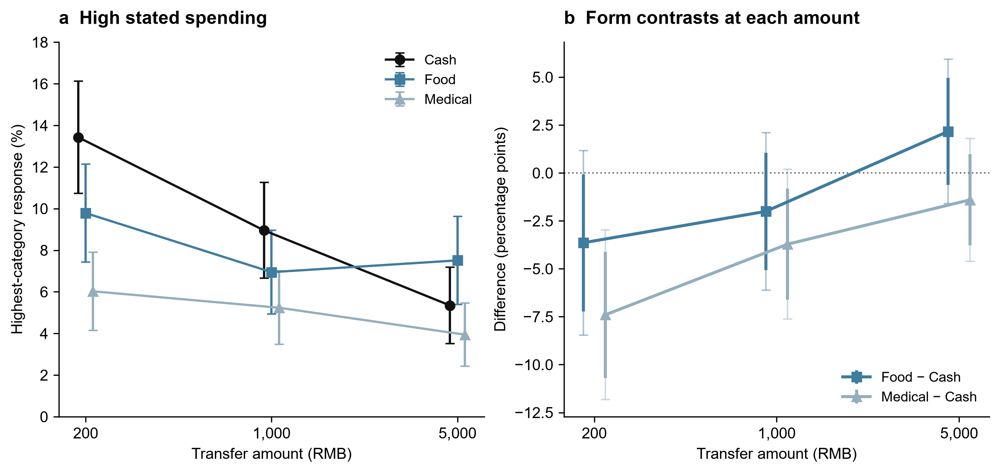 a High stated spending
18
16
14
12
10
8
6
4
2
0
Highest-category response (%)
Cash
Food
Medical
200
1,000
5,000
Transfer amount (RMB)
b Form contrasts at each amount
5.0
2.5
0.0
−2.5
−5.0
−7.5
−10.0
−12.5
Difference (percentage points)
Food − Cash
Medical − Cash
200
1,000
5,000
Transfer amount (RMB)